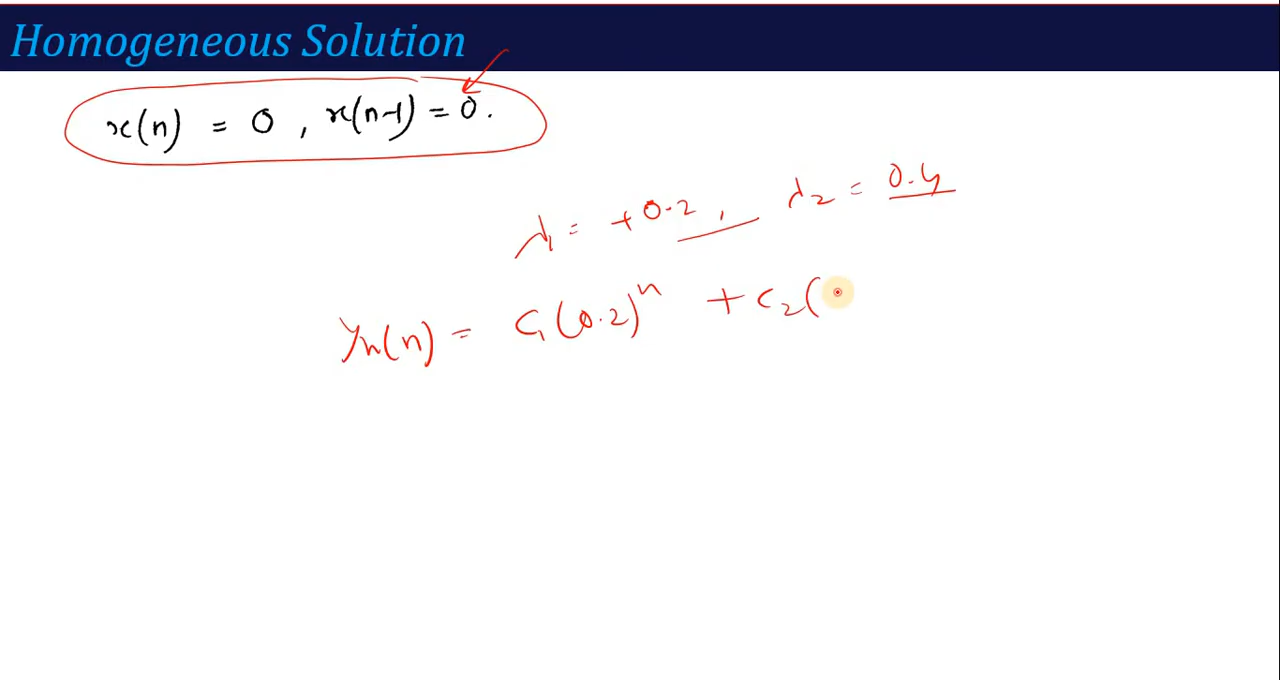 Homogeneous Solution
x(n) = 0 , x(n-1) = 0.
λ1 = +0.2 , λ2 = 0.4
yh(n) = C1(0.2)^n + C2(